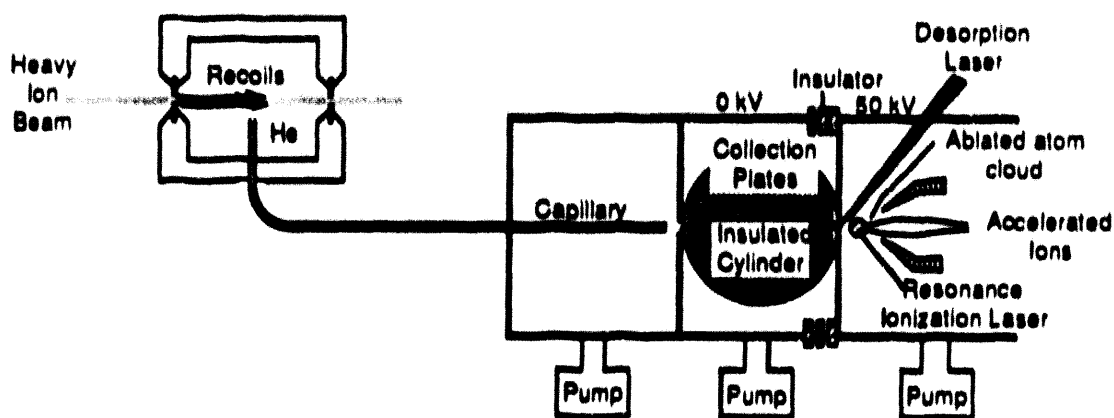 Heavy
Ion
Beam
Recoils
He
Capillary
0 kV
Insulator
50 kV
Desorption
Laser
Collection
Plates
Insulated
Cylinder
Ablated atom
cloud
Accelerated
Ions
Resonance
Ionization Laser
Pump
Pump
Pump